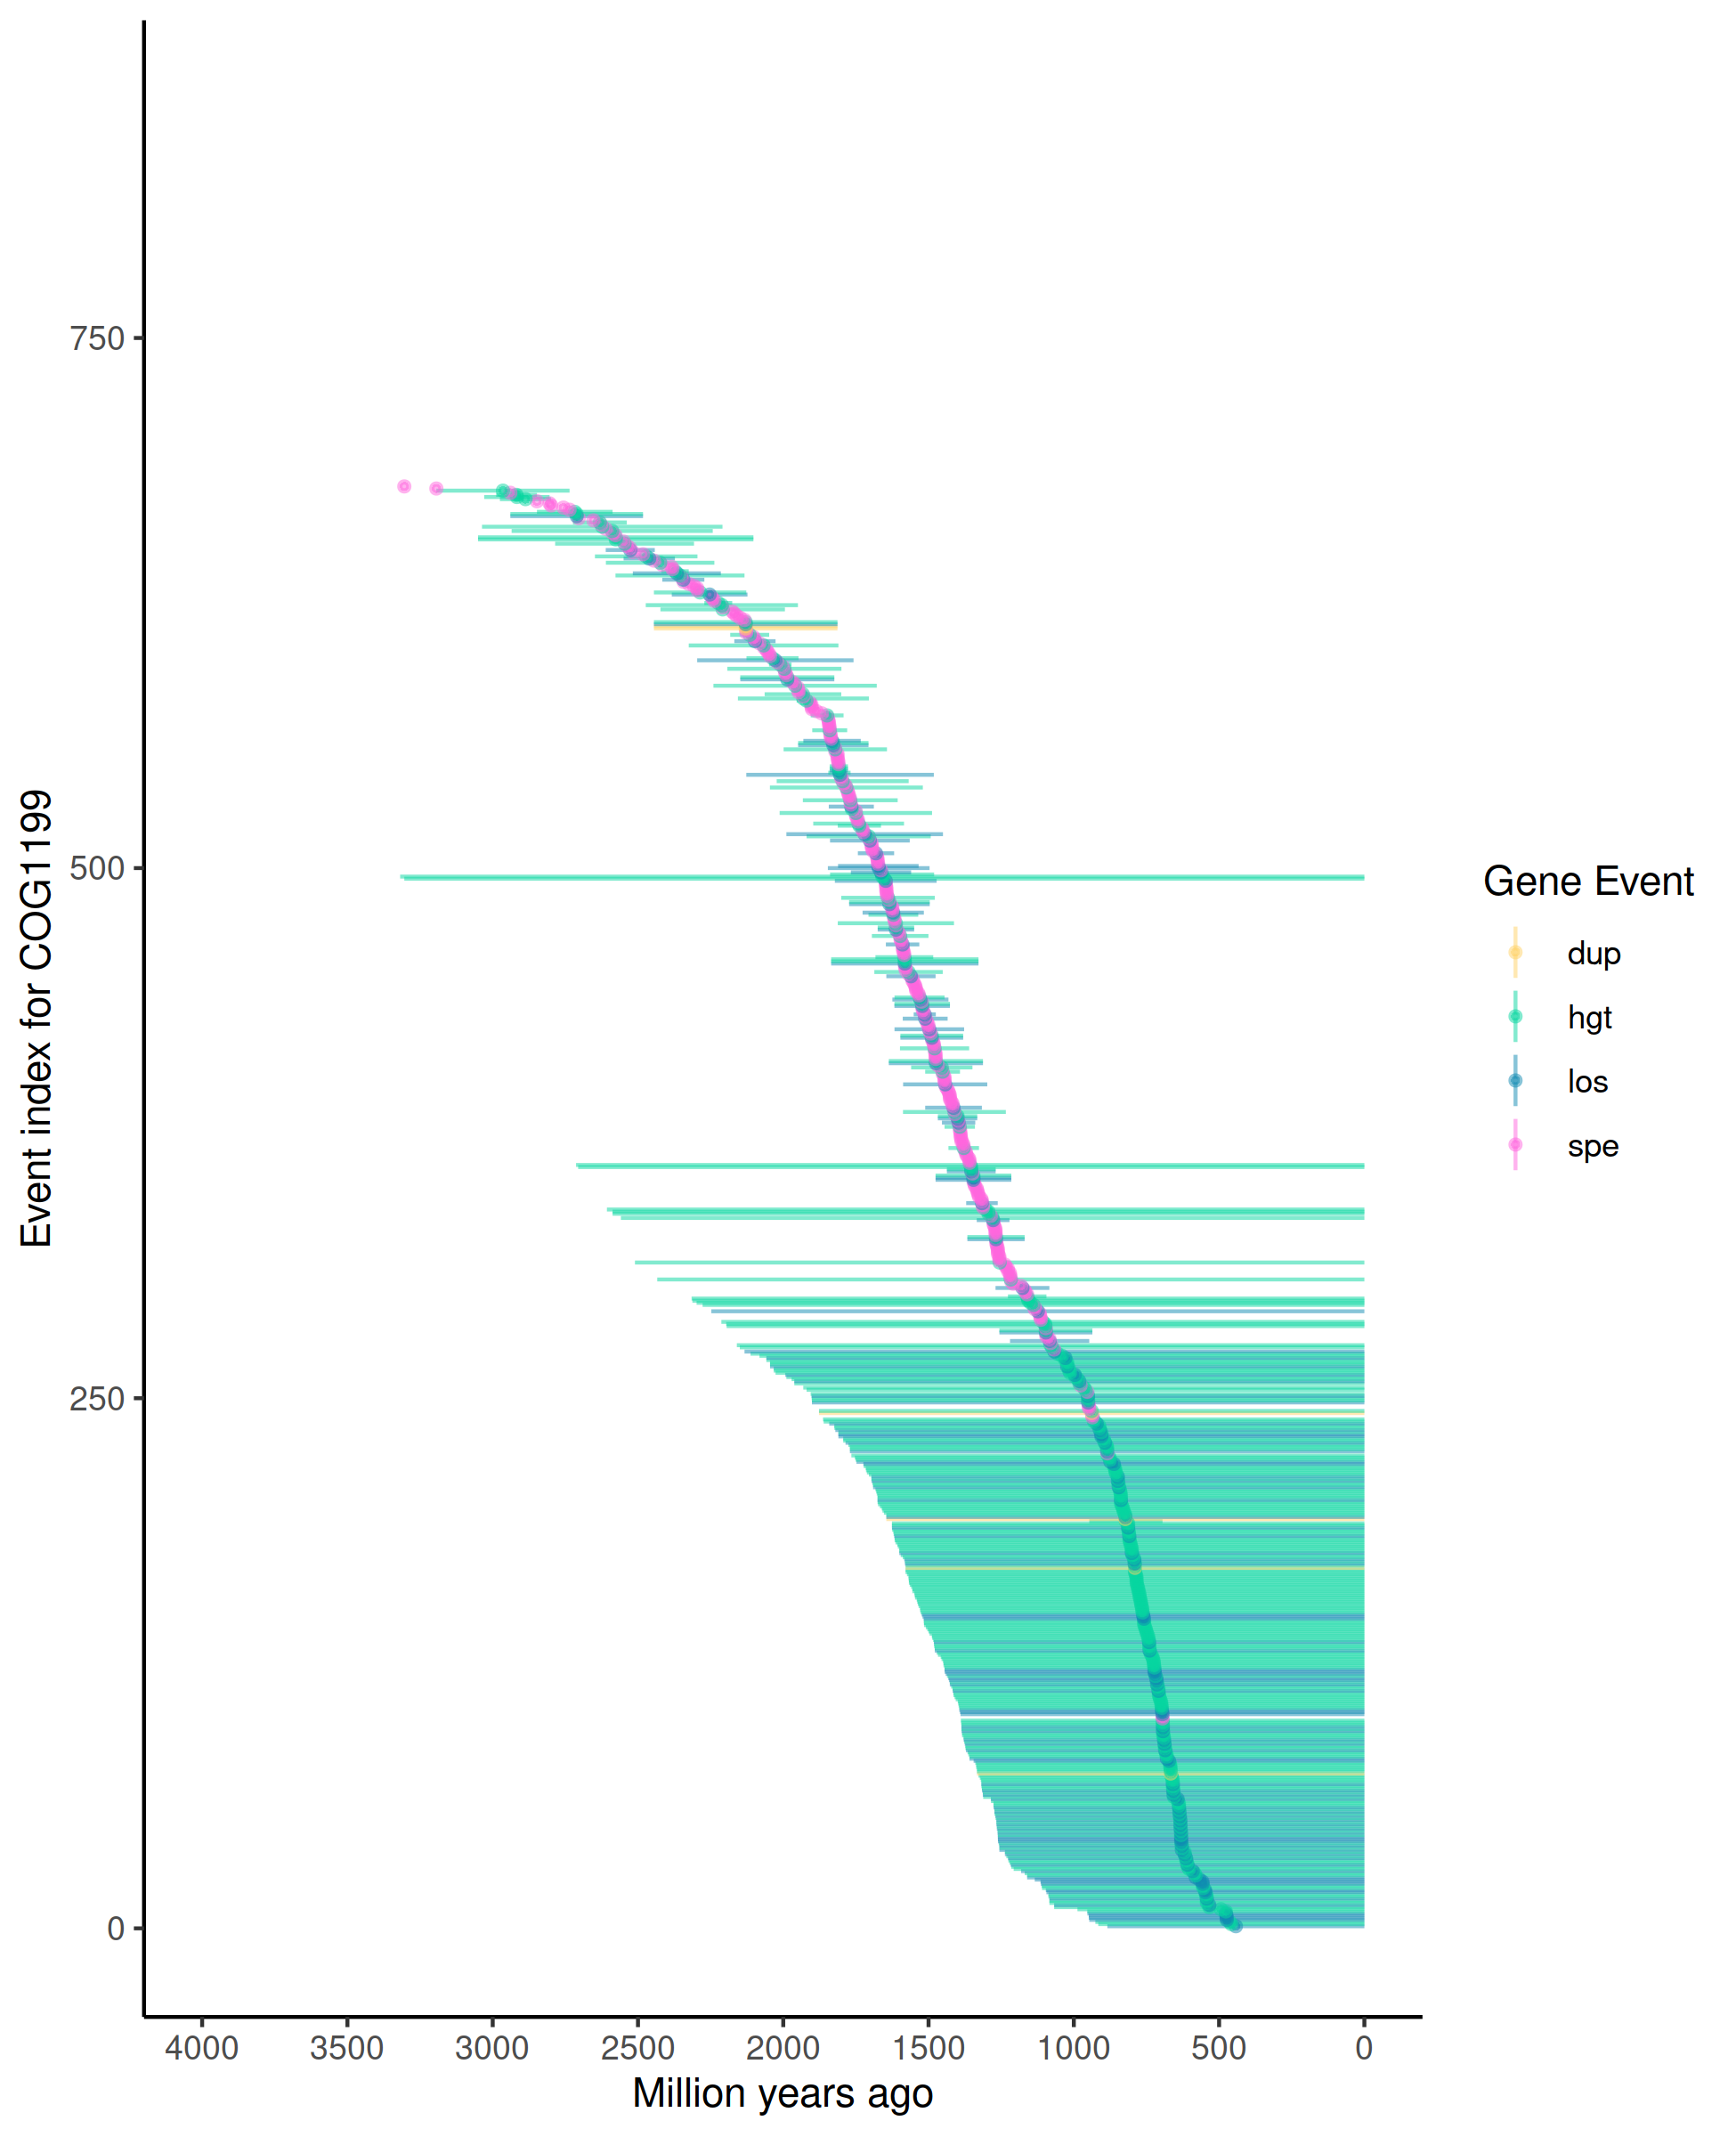 750
500
250
0
Event index for COG1199
4000 3500 3000 2500 2000 1500 1000 500 0
Million years ago
Gene Event
dup
hgt
los
spe